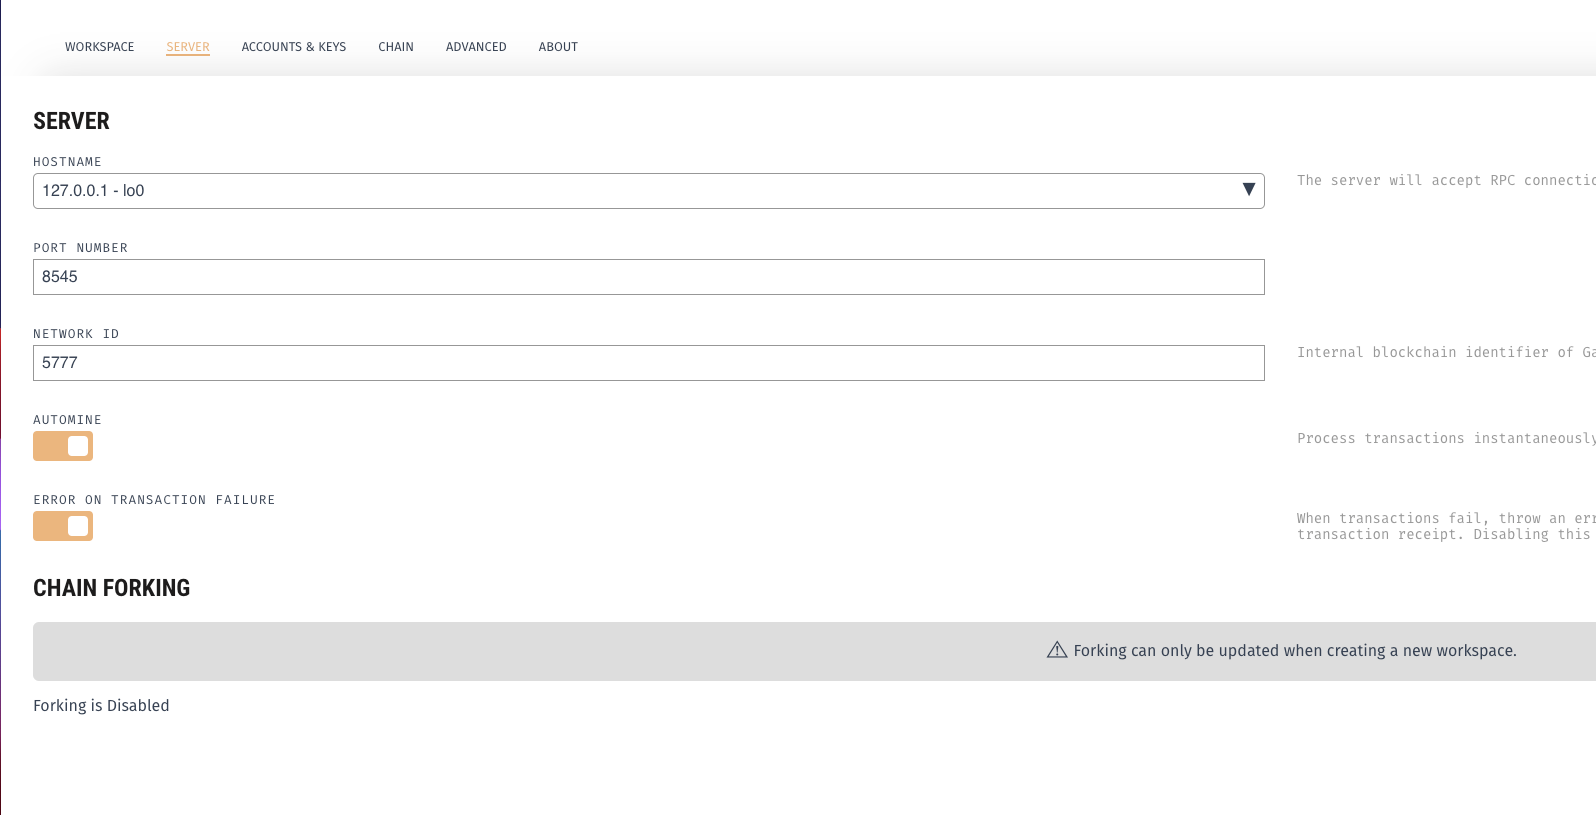 WORKSPACE SERVER ACCOUNTS & KEYS CHAIN ADVANCED ABOUT
SERVER
HOSTNAME
127.0.0.1 - lo0
The server will accept RPC
PORT NUMBER
8545
NETWORK ID
5777
Internal blockchain identifier of
AUTOMINE
Process transactions instantaneously
ERROR ON TRANSACTION FAILURE
When transactions fail, throw an
transaction receipt. Disabling this
CHAIN FORKING
Forking can only be updated when creating a new workspace.
Forking is Disabled